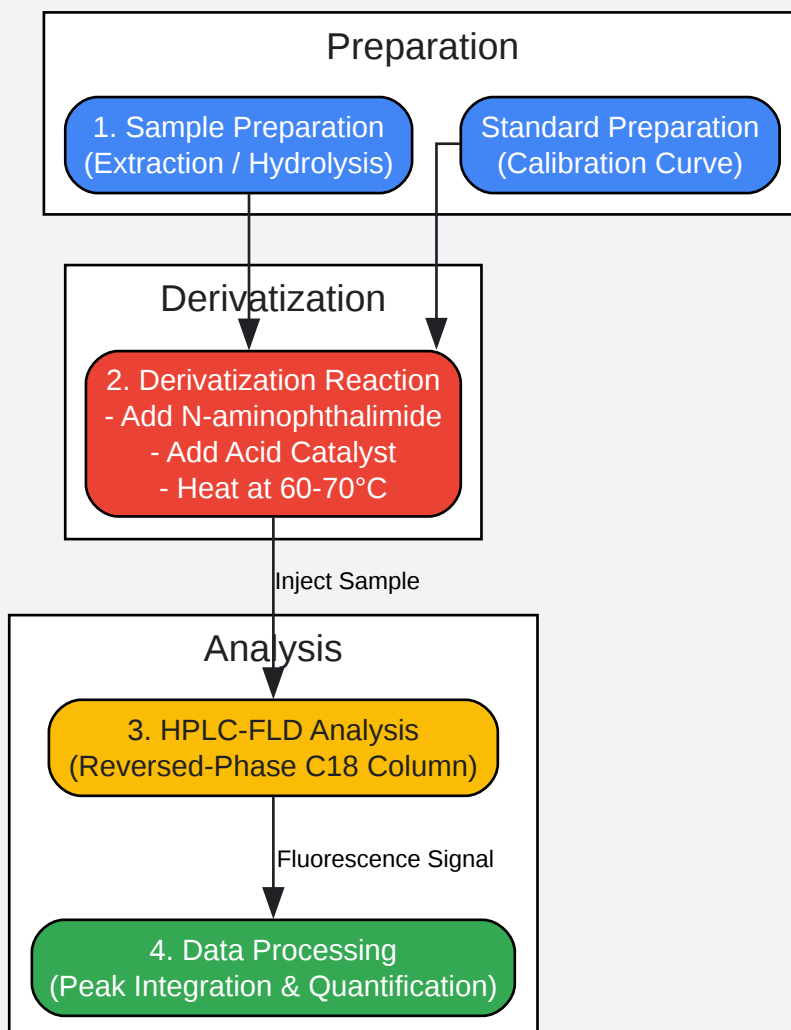 Preparation
1. Sample Preparation
(Extraction / Hydrolysis)
Standard Preparation
(Calibration Curve)
Derivatization
2. Derivatization Reaction
- Add N-aminophthalimide
- Add Acid Catalyst
- Heat at 60-70°C
Inject Sample
Analysis
3. HPLC-FLD Analysis
(Reversed-Phase C18 Column)
Fluorescence Signal
4. Data Processing
(Peak Integration & Quantification)